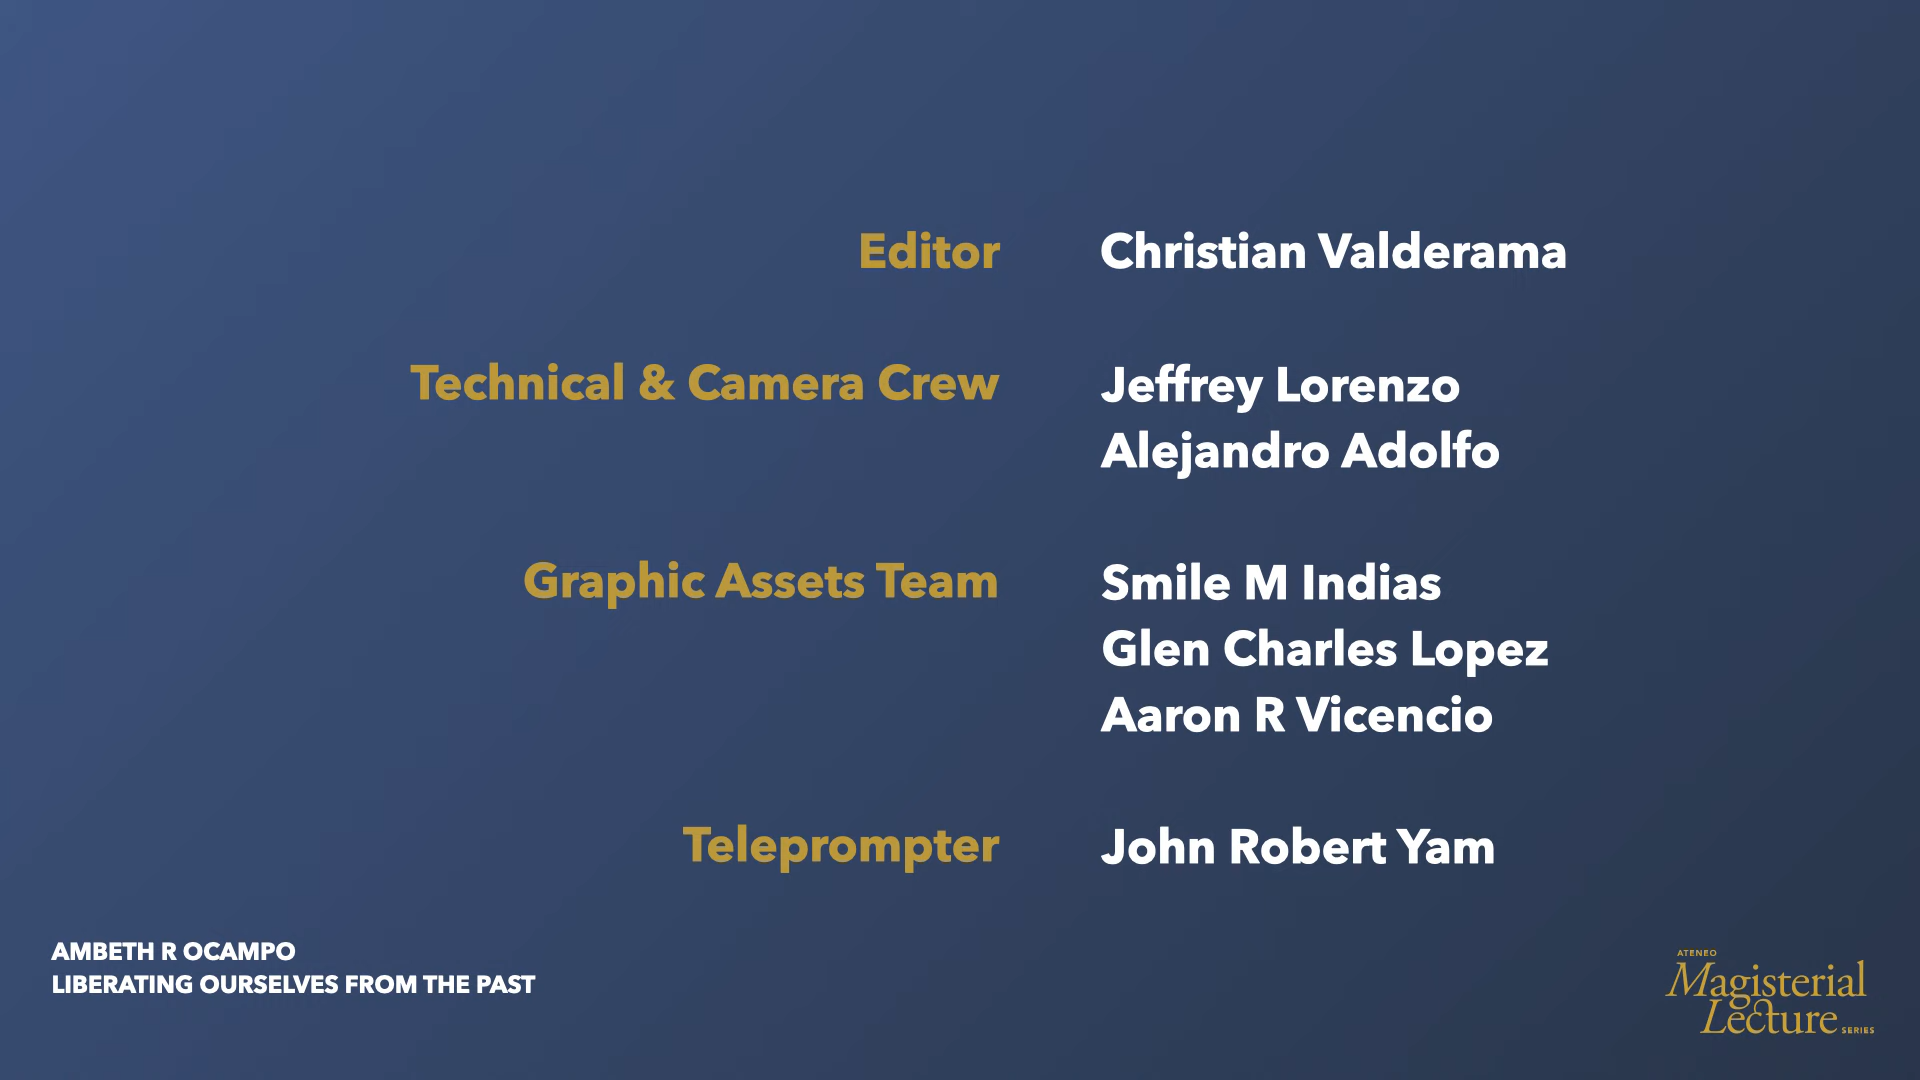 Editor Christian Valderama
Technical & Camera Crew Jeffrey Lorenzo
Alejandro Adolfo
Graphic Assets Team Smile M Indias
Glen Charles Lopez
Aaron R Vicencio
Teleprompter John Robert Yam
AMBETH R OCAMPO
LIBERATING OURSELVES FROM THE PAST
ATENEO
Magisterial
Lecture SERIES